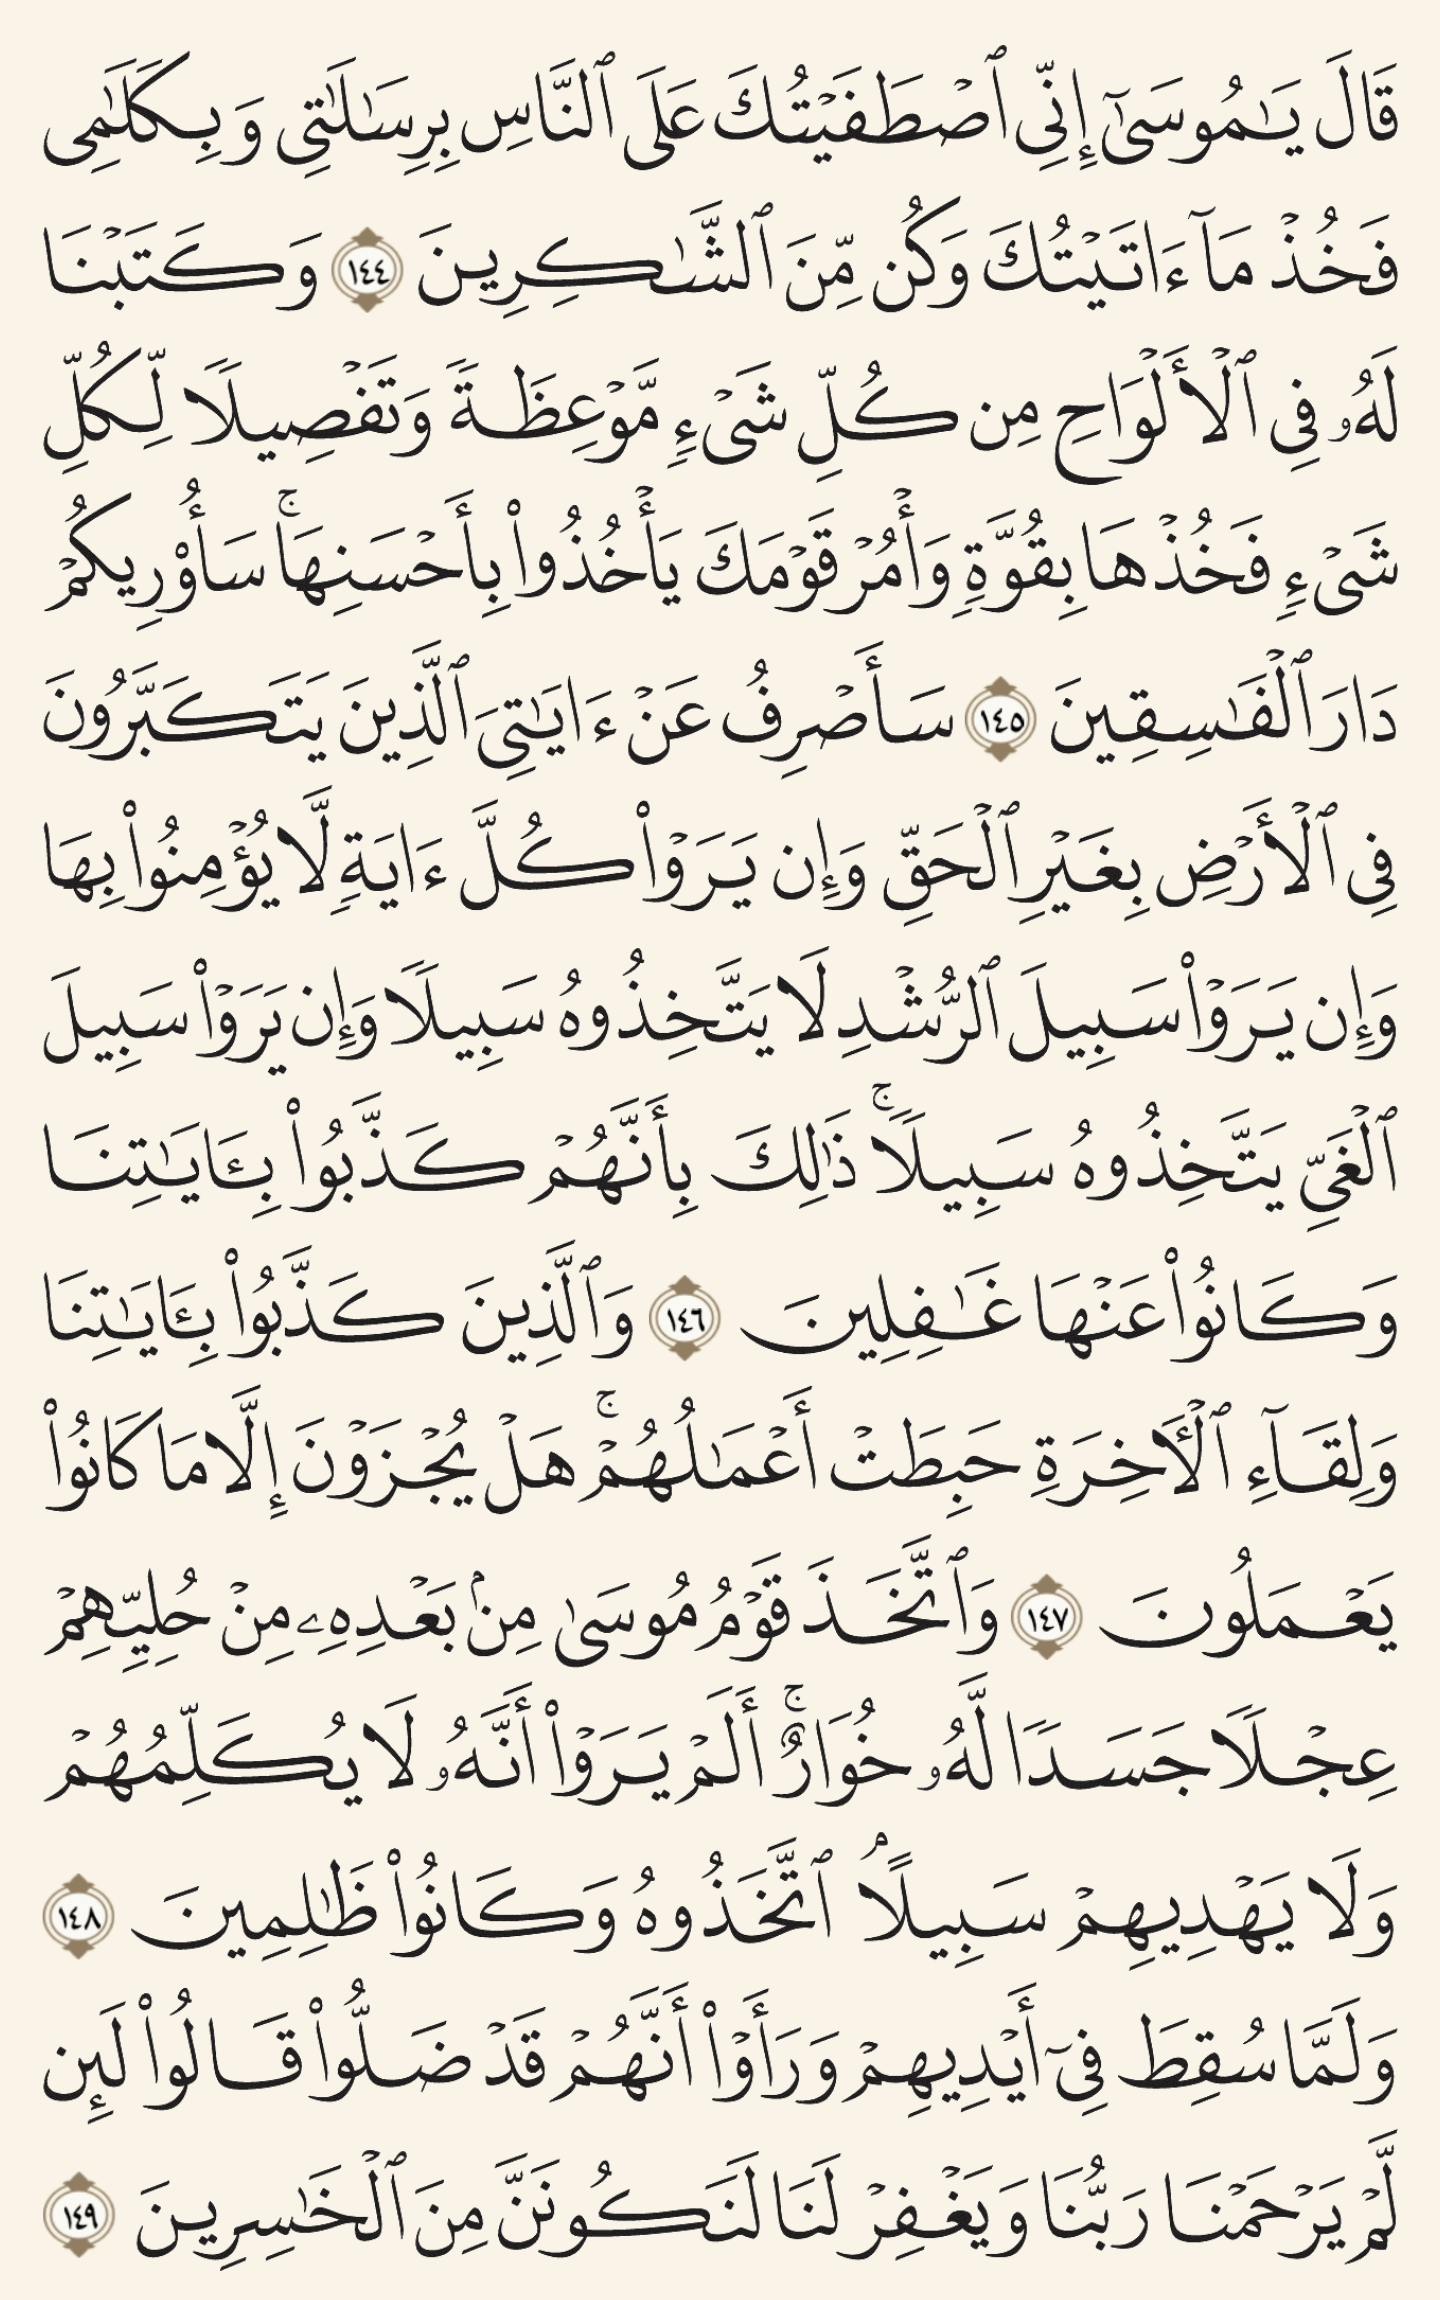 قَالَ يَـٰمُوسَىٰٓ إِنِّى ٱصۡطَفَيۡتُكَ عَلَى ٱلنَّاسِ بِرِسَـٰلَـٰتِى وَبِكَلَـٰمِى
فَخُذۡ مَآ ءَاتَيۡتُكَ وَكُن مِّنَ ٱلشَّـٰكِرِينَ ١٤٤ وَكَتَبۡنَا
لَهُۥ فِى ٱلۡأَلۡوَاحِ مِن كُلِّ شَىۡءٍ مَّوۡعِظَةً وَتَفۡصِيلًا لِّكُلِّ
شَىۡءٍ فَخُذۡهَا بِقُوَّةٍ وَأۡمُرۡ قَوۡمَكَ يَأۡخُذُواْ بِأَحۡسَنِهَاۚ سَأُوْرِيكُمۡ
دَارَ ٱلۡفَـٰسِقِينَ ١٤٥ سَأَصۡرِفُ عَنۡ ءَايَـٰتِىَ ٱلَّذِينَ يَتَكَبَّرُونَ
فِى ٱلۡأَرۡضِ بِغَيۡرِ ٱلۡحَقِّ وَإِن يَرَوۡاْ كُلَّ ءَايَةٍ لَّا يُؤۡمِنُواْ بِهَا
وَإِن يَرَوۡاْ سَبِيلَ ٱلرُّشۡدِ لَا يَتَّخِذُوهُ سَبِيلًا وَإِن يَرَوۡاْ سَبِيلَ
ٱلۡغَىِّ يَتَّخِذُوهُ سَبِيلًاۚ ذَٰلِكَ بِأَنَّهُمۡ كَذَّبُواْ بِـَٔايَـٰتِنَا
وَكَانُواْ عَنۡهَا غَـٰفِلِينَ ١٤٦ وَٱلَّذِينَ كَذَّبُواْ بِـَٔايَـٰتِنَا
وَلِقَآءِ ٱلۡأَخِرَةِ حَبِطَتۡ أَعۡمَـٰلُهُمۡۚ هَلۡ يُجۡزَوۡنَ إِلَّا مَا كَانُواْ
يَعۡمَلُونَ ١٤٧ وَٱتَّخَذَ قَوۡمُ مُوسَىٰ مِنۢ بَعۡدِهِۦ مِنۡ حُلِيِّهِمۡ
عِجۡلًا جَسَدًا لَّهُۥ خُوَارٌۚ أَلَمۡ يَرَوۡاْ أَنَّهُۥ لَا يُكَلِّمُهُمۡ
وَلَا يَهۡدِيهِمۡ سَبِيلًاۘ ٱتَّخَذُوهُ وَكَانُواْ ظَـٰلِمِينَ ١٤٨
وَلَمَّا سُقِطَ فِىٓ أَيۡدِيهِمۡ وَرَأَوۡاْ أَنَّهُمۡ قَدۡ ضَلُّواْ قَالُواْ لَئِن
لَّمۡ يَرۡحَمۡنَا رَبُّنَا وَيَغۡفِرۡ لَنَا لَنَكُونَنَّ مِنَ ٱلۡخَـٰسِرِينَ ١٤٩